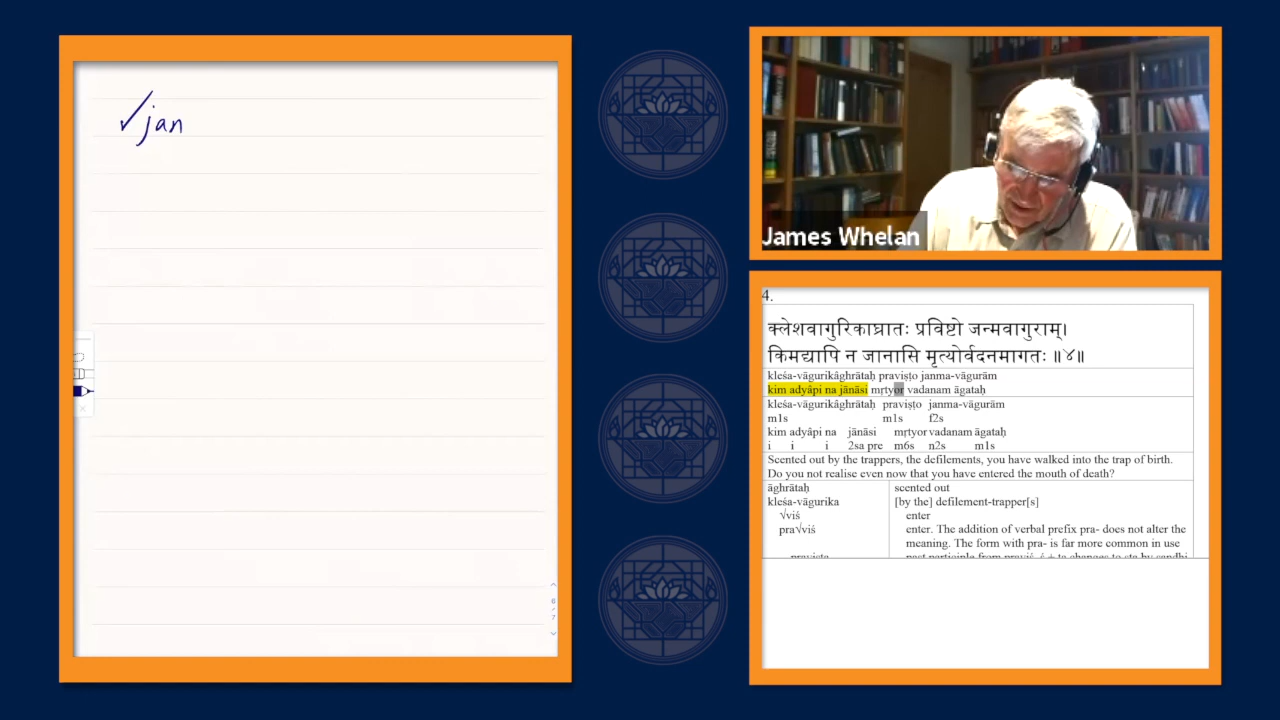 √jan
James Whelan
4.
क्लेशवागुरिकाघ्रातः प्रविष्टो जन्मवागुराम्।
किमद्यापि न जानासि मृत्योर्वदनमागतः ॥४॥
kleśa-vāgurikâghrātaḥ praviṣṭo janma-vāgurām
kim adyâpi na jānāsi mṛtyor vadanam āgataḥ
kleśa-vāgurikâghrātaḥ praviṣṭo janma-vāgurām
m1s m1s f2s
kim adyâpi na jānāsi mṛtyor vadanam āgataḥ
i i i 2sa pre m6s n2s m1s
Scented out by the trappers, the defilements, you have walked into the trap of birth.
Do you not realise even now that you have entered the mouth of death?
āghrātaḥ scented out
kleśa-vāgurika [by the] defilement-trapper[s]
√viś enter
pra√viś enter. The addition of verbal prefix pra- does not alter the
meaning. The form with pra- is far more common in use